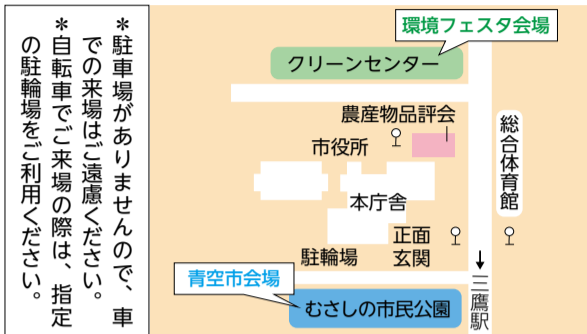 ＊駐車場がありませんので、車
での来場はご遠慮ください。
＊自転車でご来場の際は、指定
の駐輪場をご利用ください。
環境フェスタ会場
クリーンセンター
農産物品評会
市役所
総合体育館
本庁舎
正面
玄関
駐輪場
青空市会場
むさしの市民公園
三鷹駅